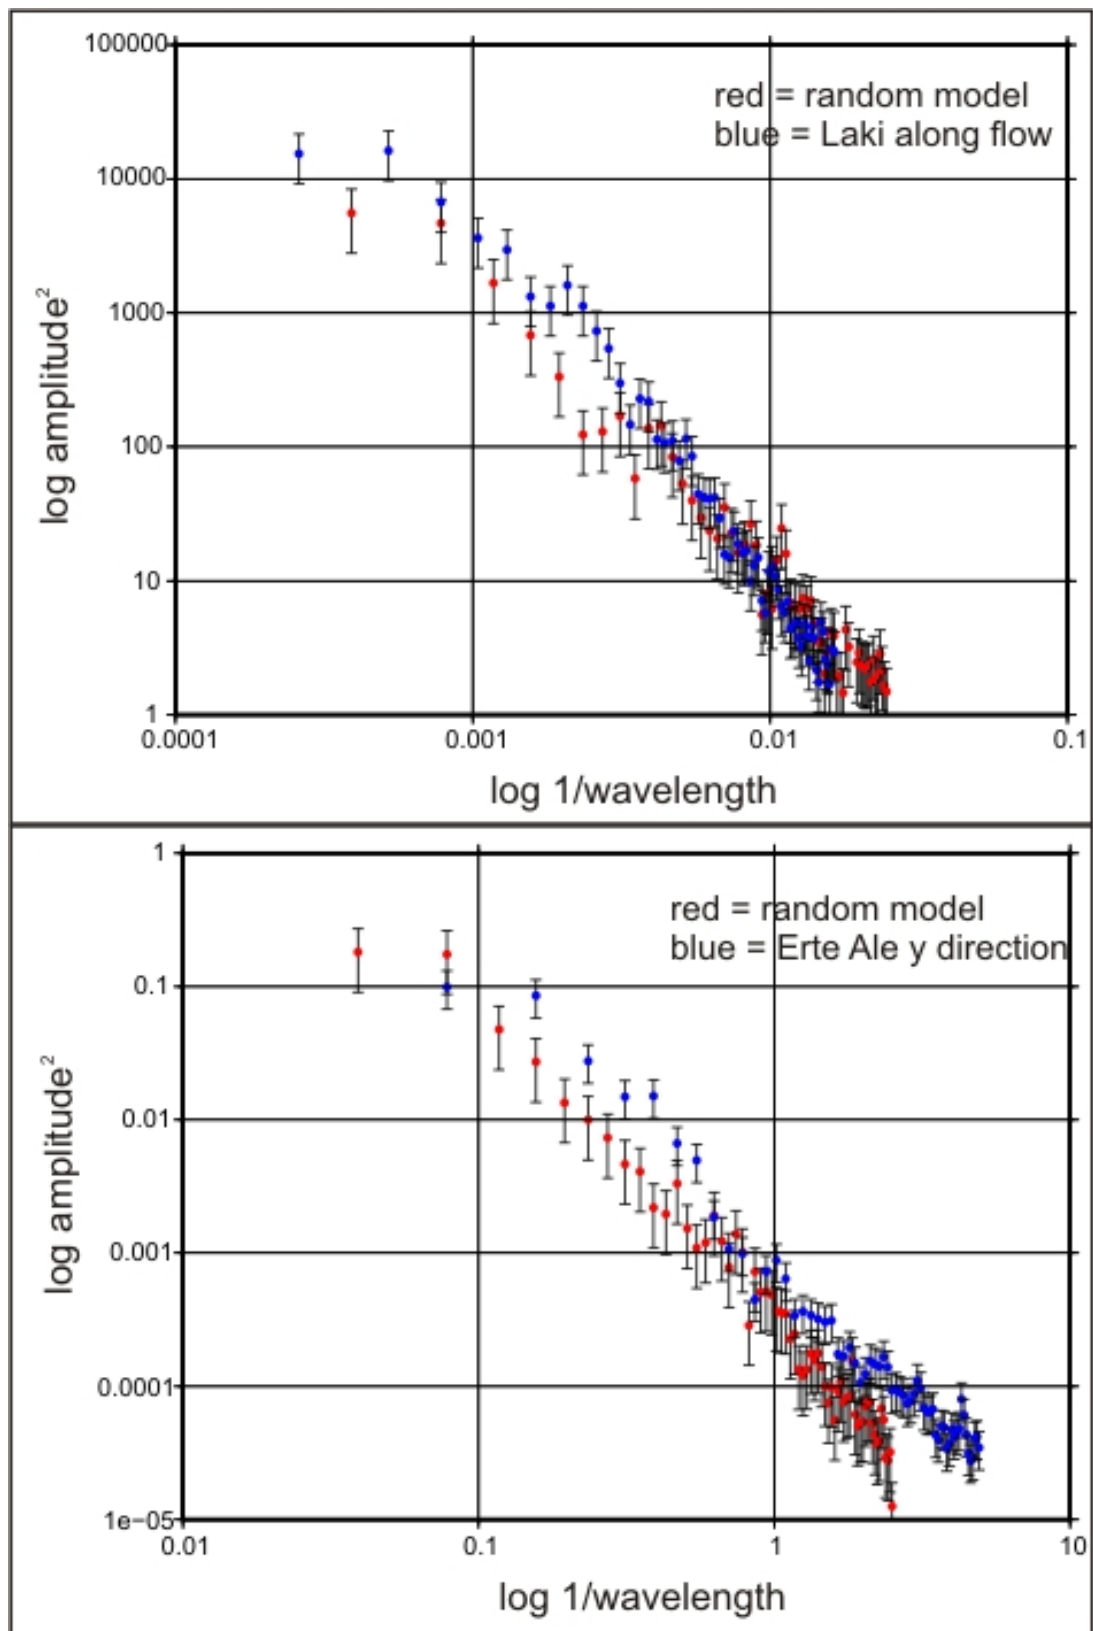 100000
red = random model
blue = Laki along flow
10000
1000
log amplitude²
100
10
1
0.0001
0.001
0.01
0.1
log 1/wavelength
1
red = random model
blue = Erte Ale y direction
0.1
0.01
log amplitude²
0.001
0.0001
1e−05
0.01
0.1
1
10
log 1/wavelength